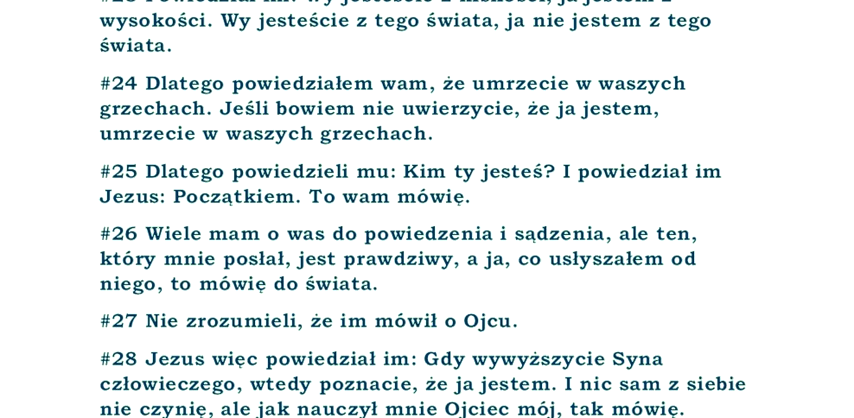 wysokości. Wy jesteście z tego świata, ja nie jestem z tego
świata.
#24 Dlatego powiedziałem wam, że umrzecie w waszych
grzechach. Jeśli bowiem nie uwierzycie, że ja jestem,
umrzecie w waszych grzechach.
#25 Dlatego powiedzieli mu: Kim ty jesteś? I powiedział im
Jezus: Początkiem. To wam mówię.
#26 Wiele mam o was do powiedzenia i sądzenia, ale ten,
który mnie posłał, jest prawdziwy, a ja, co usłyszałem od
niego, to mówię do świata.
#27 Nie zrozumieli, że im mówił o Ojcu.
#28 Jezus więc powiedział im: Gdy wywyższycie Syna
człowieczego, wtedy poznacie, że ja jestem. I nic sam z siebie
nie czynię, ale jak nauczył mnie Ojciec mój, tak mówię.